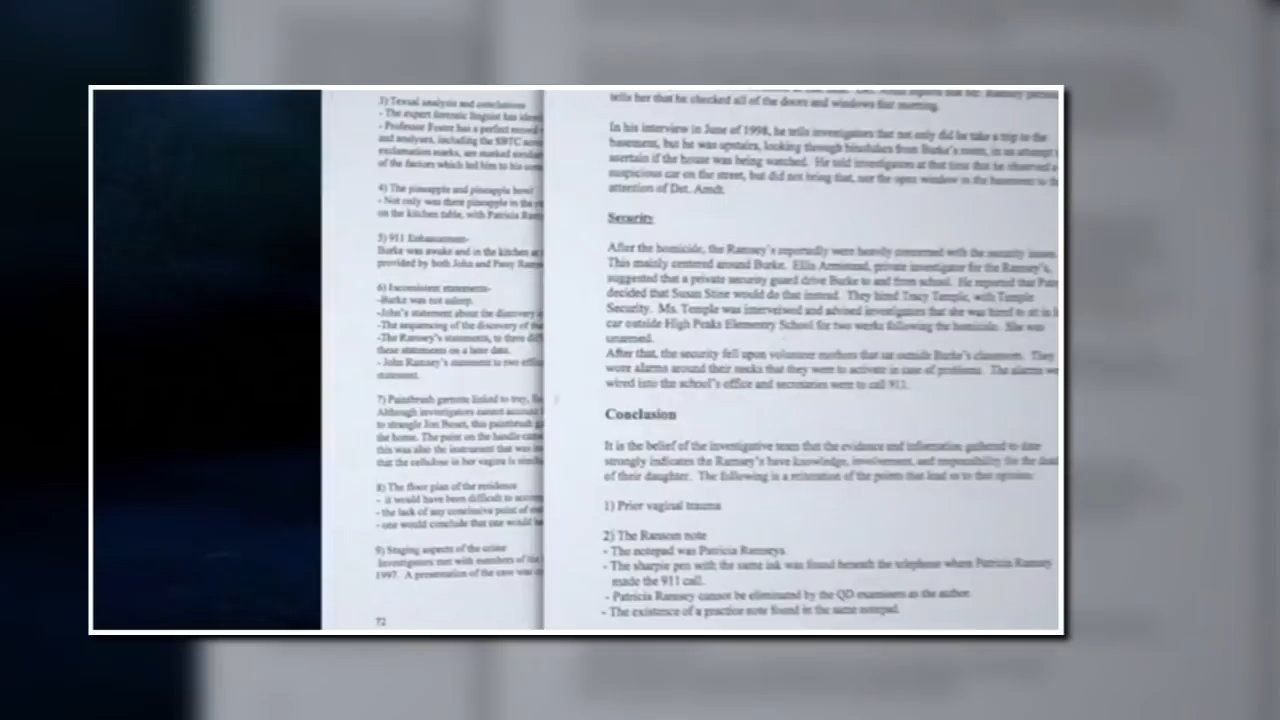 3) Texual analysis and conclusions
- The expert forensic linguist has
- Professor Foster has a perfect record
and analyses, including the SBTC
exclamation marks, are marked
of the factors which led him to his
4) The pineapple and pineapple bowl
- Not only was there pineapple in the
on the kitchen table, with Patricia
5) 911 Enhancement-
Burke was awake and in the kitchen
provided by both John and Patsy
6) Inconsistent statements-
-Burke was not asleep.
-John's statement about the discovery
-The sequencing of the discovery of
-The Ramsey's statements, to three
these statements on a later date.
- John Ramsey's statement to two
statement.
7) Paintbrush garrote linked to tray,
Although investigators cannot account
to strangle Jon Benet, this paintbrush
the home. The paint on the handle
this was also the instrument that was
that the cellulose in her vagina is
8) The floor plan of the residence
- it would have been difficult to
- the lack of any conclusive point of
- one would conclude that one would
9) Staging aspects of the crime
Investigators met with members of the
1997. A presentation of the case was
72
tells her that he checked all of the doors and windows that morning.
In his interview in June of 1998, he tells investigators that not only did he take a trip to the
basement, but he was upstairs, looking through binoculars from Burke's room, in an attempt
asertain if the house was being watched. He told investigators at that time that he observed a
suspicious car on the street, but did not bring that, nor the open window in the basement to the
attention of Det. Arndt.
Security
After the homicide, the Ramsey's reportedly were heavily concerned with the security issues.
This mainly centered around Burke. Ellis Armistead, private investigator for the Ramsey's,
suggested that a private security guard drive Burke to and from school. He reported that
decided that Susan Stine would do that instead. They hired Tracy Temple, with Temple
Security. Ms. Temple was interveiwed and advised investigators that she was hired to sit in
car outside High Peaks Elementry School for two weeks following the homicide. She was
unarmed.
After that, the security fell upon volunteer mothers that sat outside Burke's classroom. They
wore alarms around their necks that they were to activate in case of problems. The alarms
wired into the school's office and secretaries were to call 911.
Conclusion
It is the belief of the investigative team that the evidence and information gathered to date
strongly indicates the Ramsey's have knowledge, involvement, and responsibility for the
of their daughter. The following is a reiteration of the points that lead us to that opinion:
1) Prior vaginal trauma
2) The Ransom note
- The notepad was Patricia Ramseys.
- The sharpie pen with the same ink was found beneath the telephone where Patricia Ramsey
made the 911 call.
- Patricia Ramsey cannot be eliminated by the QD examiners as the author.
- The existence of a practice note found in the same notepad.